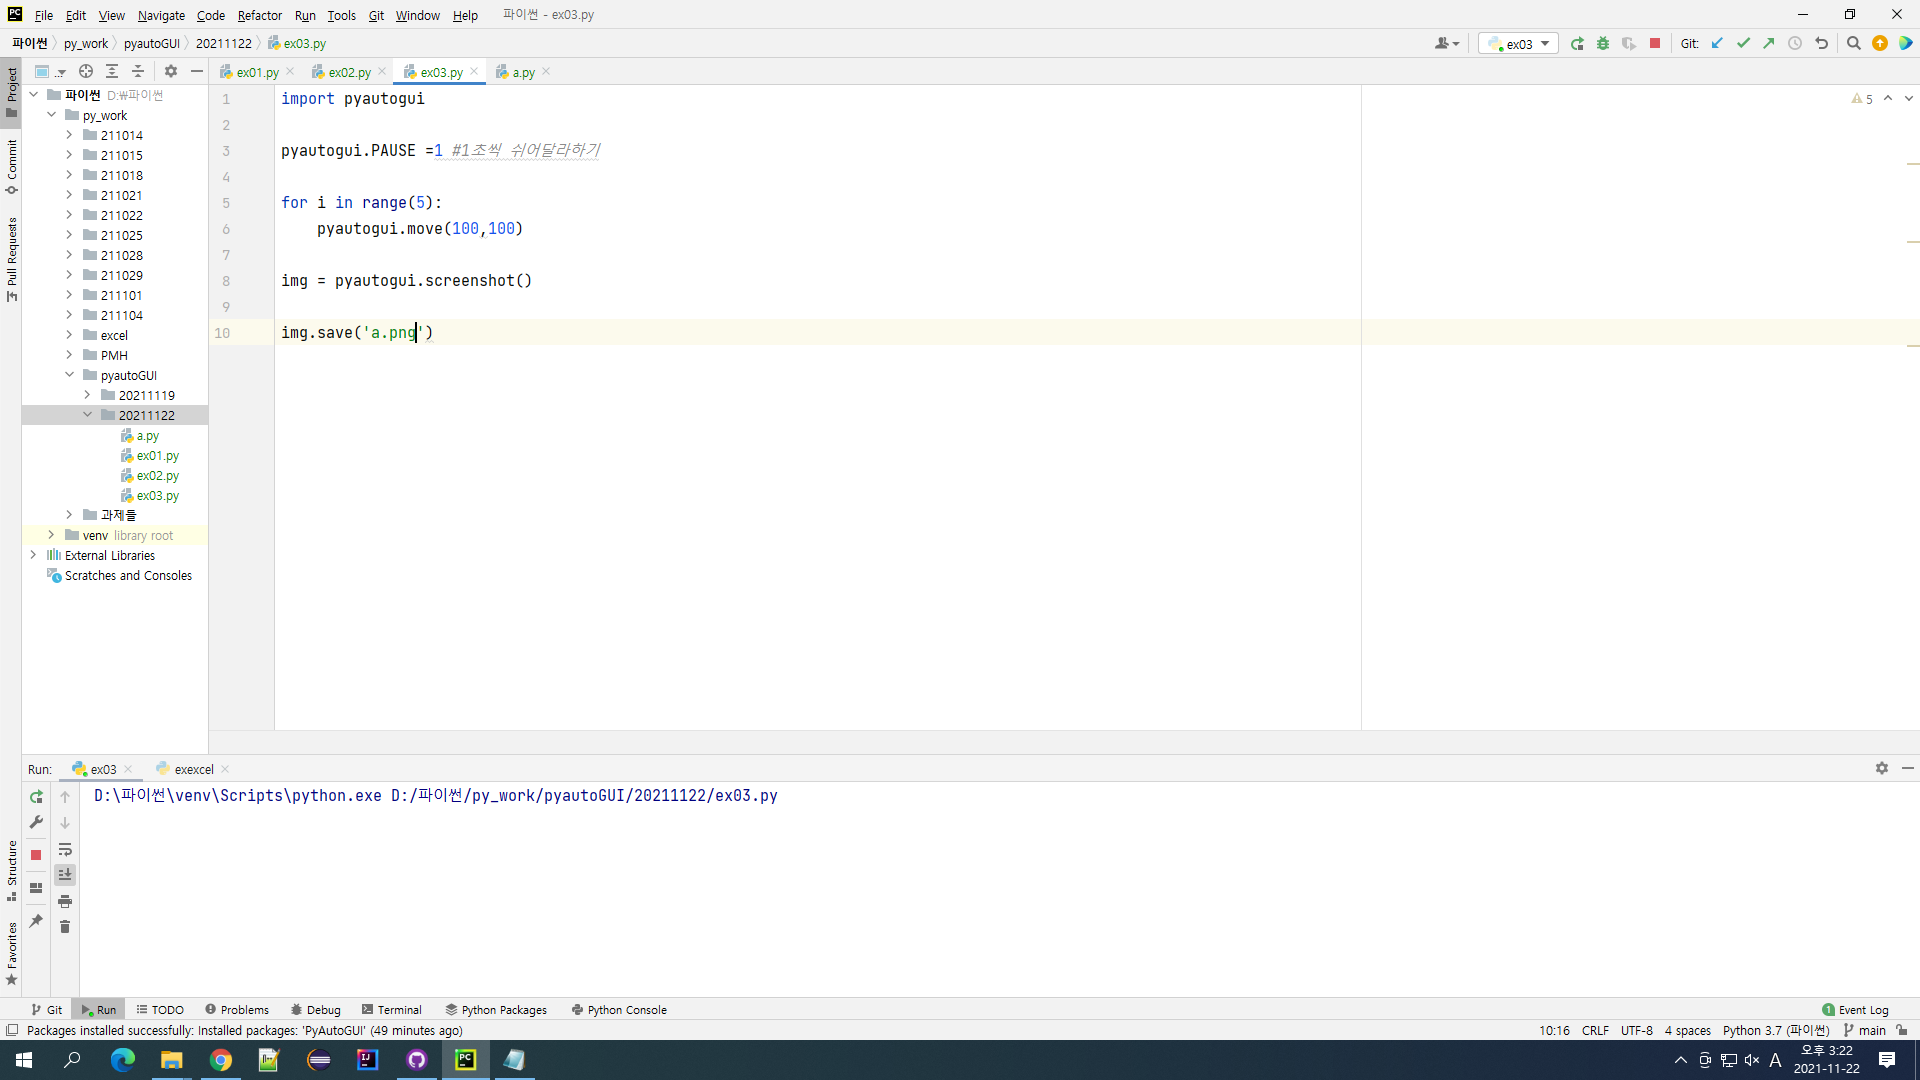 File Edit View Navigate Code Refactor Run Tools Git Window Help 파이썬 - ex03.py
파이썬 py_work pyautoGUI 20211122 ex03.py ex03 Git:
Project
Commit
Pull Requests
Structure
Favorites
ex01.py ex02.py ex03.py a.py
파이썬 D:₩파이썬
py_work
211014
211015
211018
211021
211022
211025
211028
211029
211101
211104
excel
PMH
pyautoGUI
20211119
20211122
a.py
ex01.py
ex02.py
ex03.py
과제들
venv library root
External Libraries
Scratches and Consoles
1 import pyautogui
2
3 pyautogui.PAUSE =1 #1초씩 쉬어달라하기
4
5 for i in range(5):
6     pyautogui.move(100,100)
7
8 img = pyautogui.screenshot()
9
10 img.save('a.png')
5
Run: ex03 exexcel
D:\파이썬\venv\Scripts\python.exe D:/파이썬/py_work/pyautoGUI/20211122/ex03.py
Git Run TODO Problems Debug Terminal Python Packages Python Console 1 Event Log
Packages installed successfully: Installed packages: 'PyAutoGUI' (49 minutes ago) 10:16 CRLF UTF-8 4 spaces Python 3.7 (파이썬) main
A 오후 3:22
2021-11-22